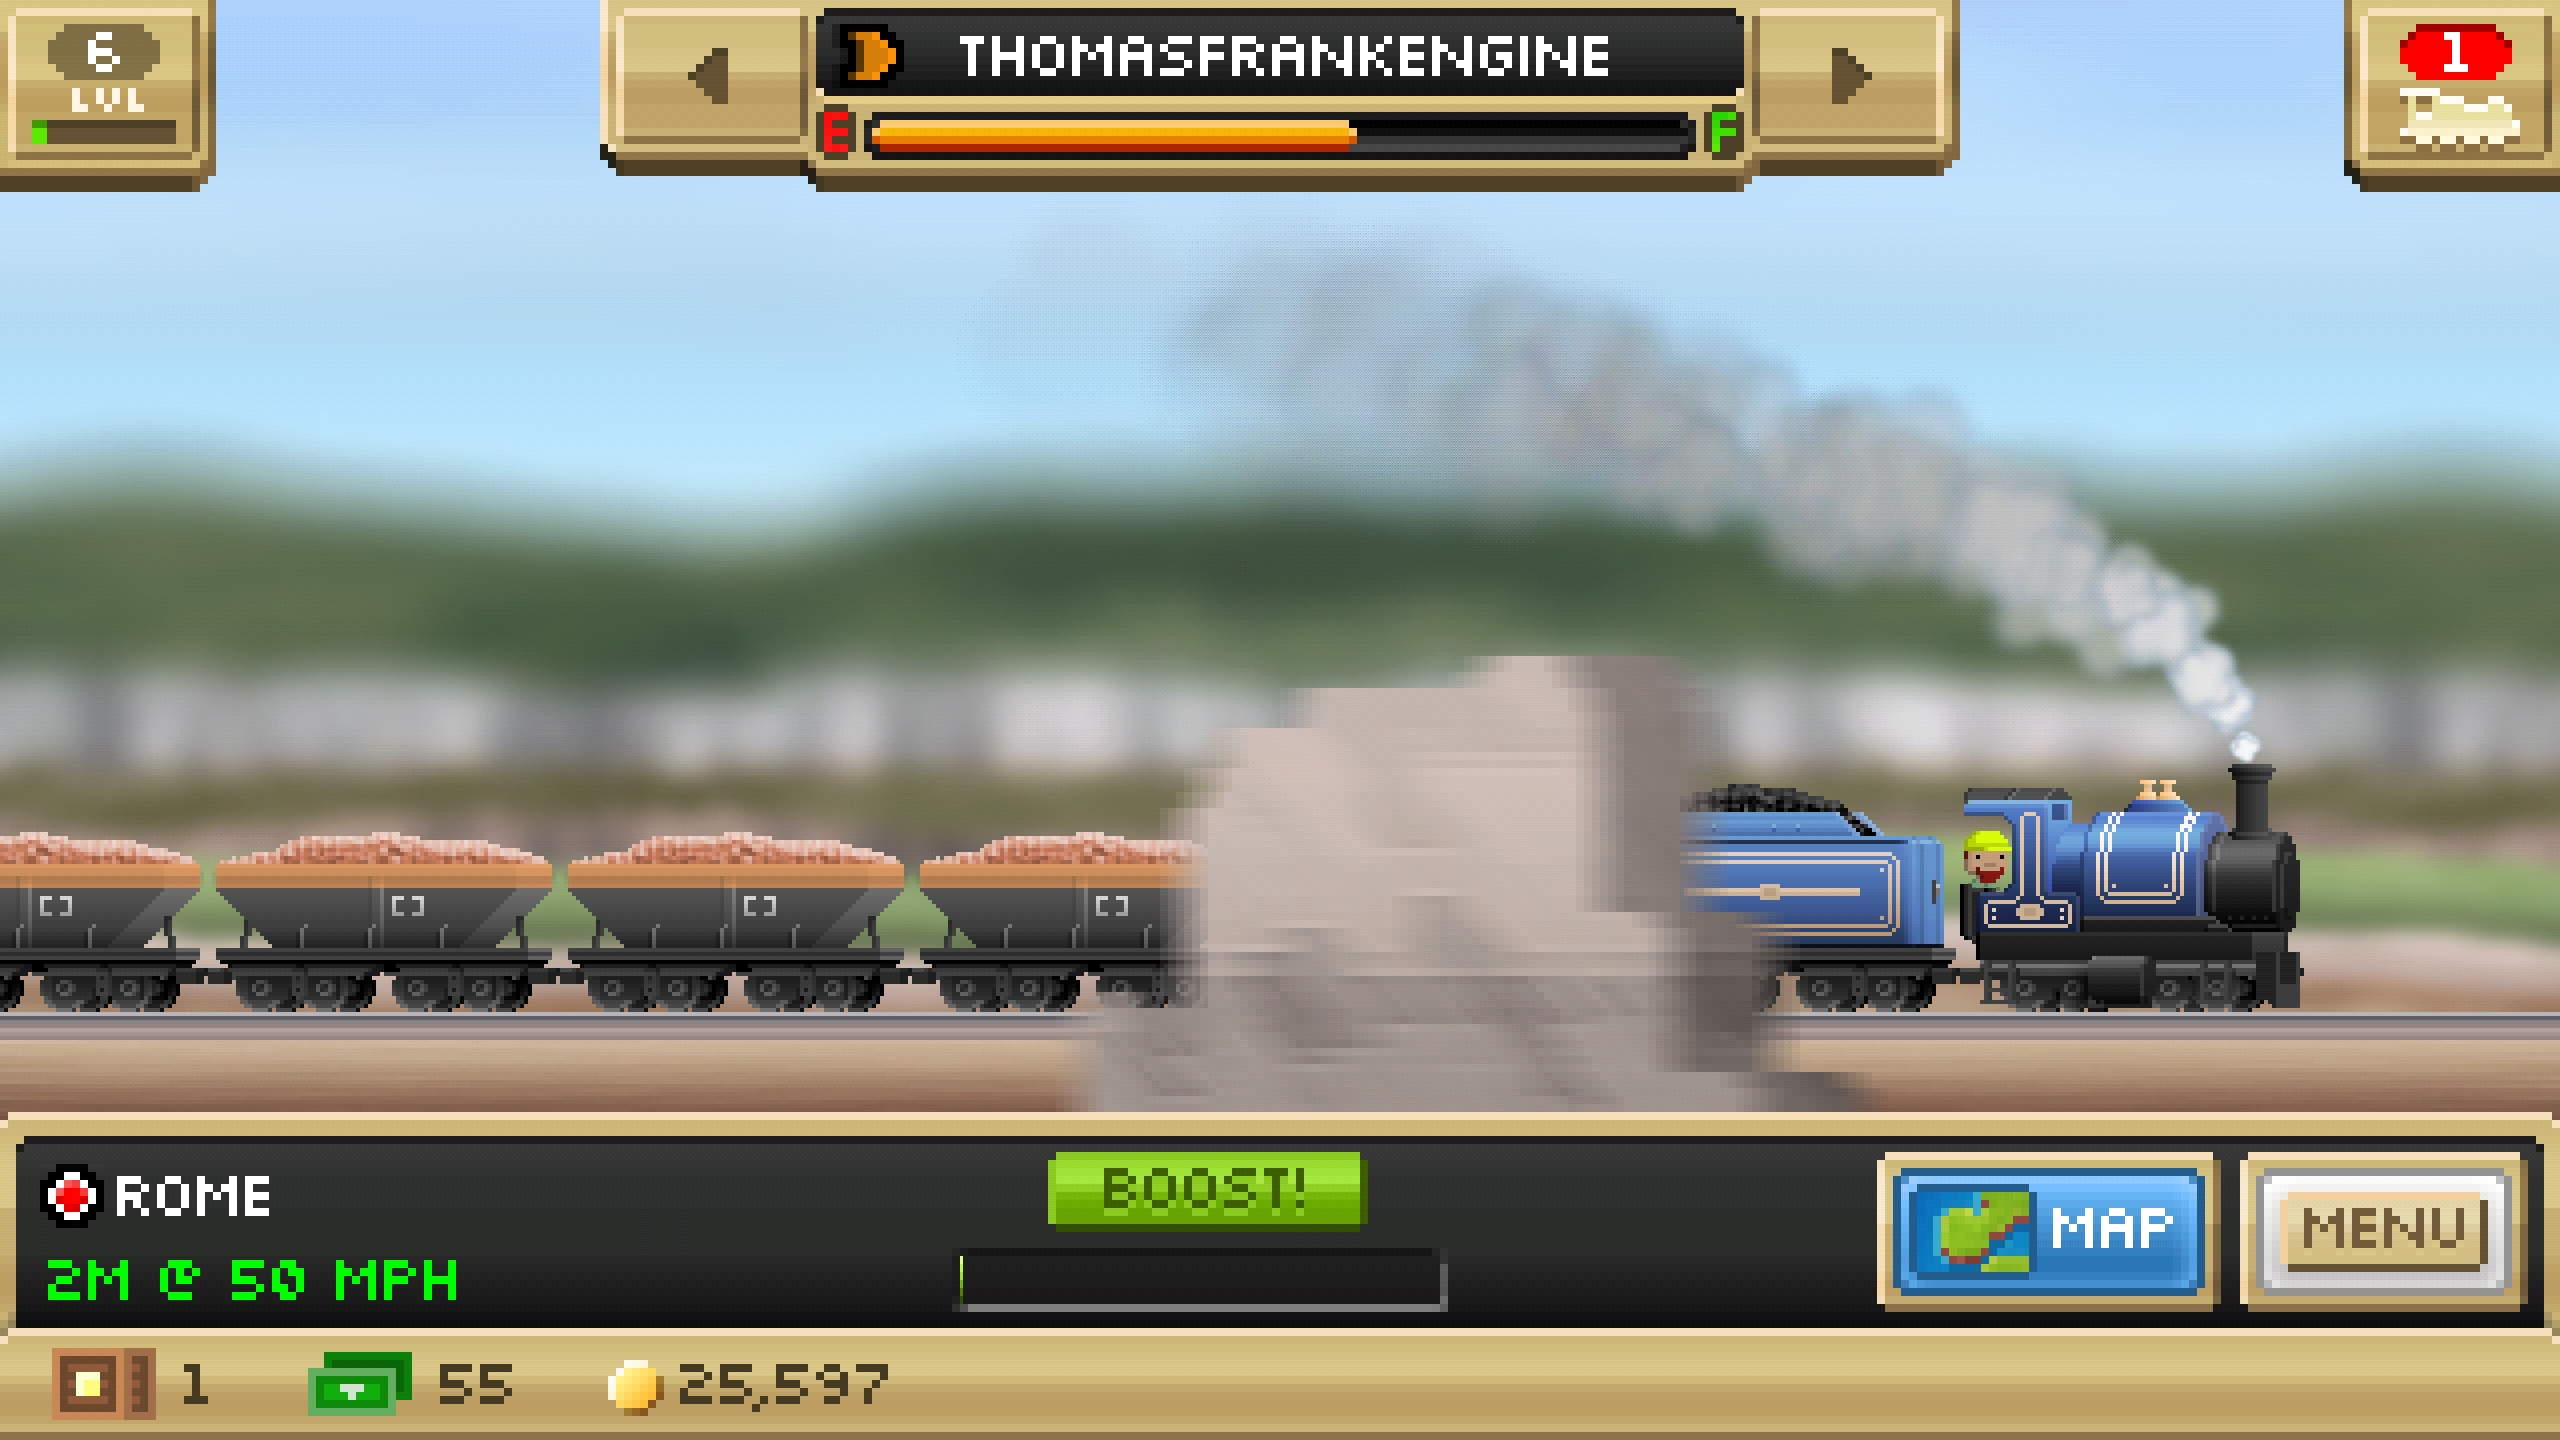 6
LVL
THOMASFRANKENGINE
E F
1
ROME
2M @ 50 MPH
BOOST!
MAP
MENU
1 55 25,597